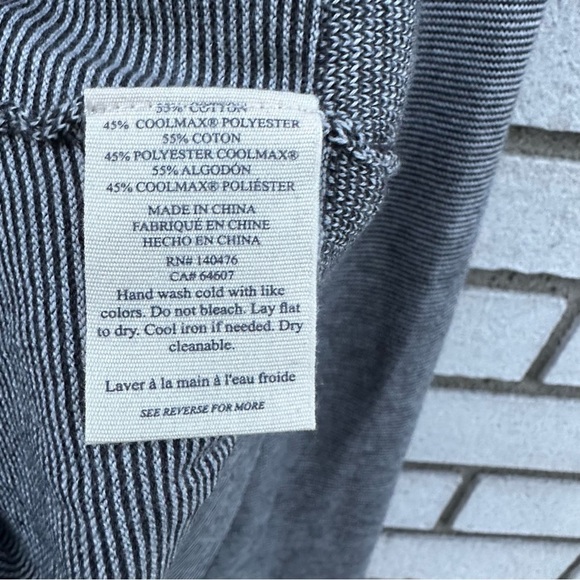 55% COTTON
45% COOLMAX® POLYESTER
55% COTON
45% POLYESTER COOLMAX®
55% ALGODÓN
45% COOLMAX® POLIÉSTER
MADE IN CHINA
FABRIQUÉ EN CHINE
HECHO EN CHINA
RN# 140476
CA# 64607
Hand wash cold with like
colors. Do not bleach. Lay flat
to dry. Cool iron if needed. Dry
cleanable.
Laver à la main à l'eau froide
SEE REVERSE FOR MORE